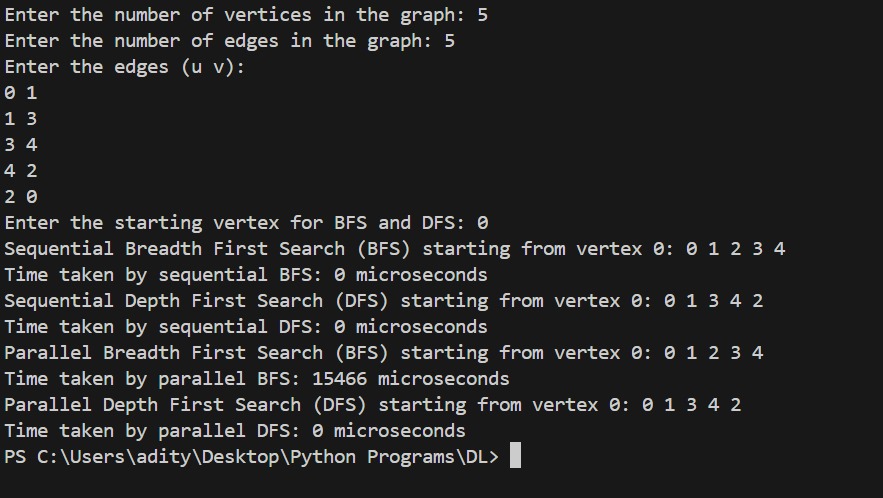 Enter the number of vertices in the graph: 5
Enter the number of edges in the graph: 5
Enter the edges (u v):
0 1
1 3
3 4
4 2
2 0
Enter the starting vertex for BFS and DFS: 0
Sequential Breadth First Search (BFS) starting from vertex 0: 0 1 2 3 4
Time taken by sequential BFS: 0 microseconds
Sequential Depth First Search (DFS) starting from vertex 0: 0 1 3 4 2
Time taken by sequential DFS: 0 microseconds
Parallel Breadth First Search (BFS) starting from vertex 0: 0 1 2 3 4
Time taken by parallel BFS: 15466 microseconds
Parallel Depth First Search (DFS) starting from vertex 0: 0 1 3 4 2
Time taken by parallel DFS: 0 microseconds
PS C:\Users\adity\Desktop\Python Programs\DL>